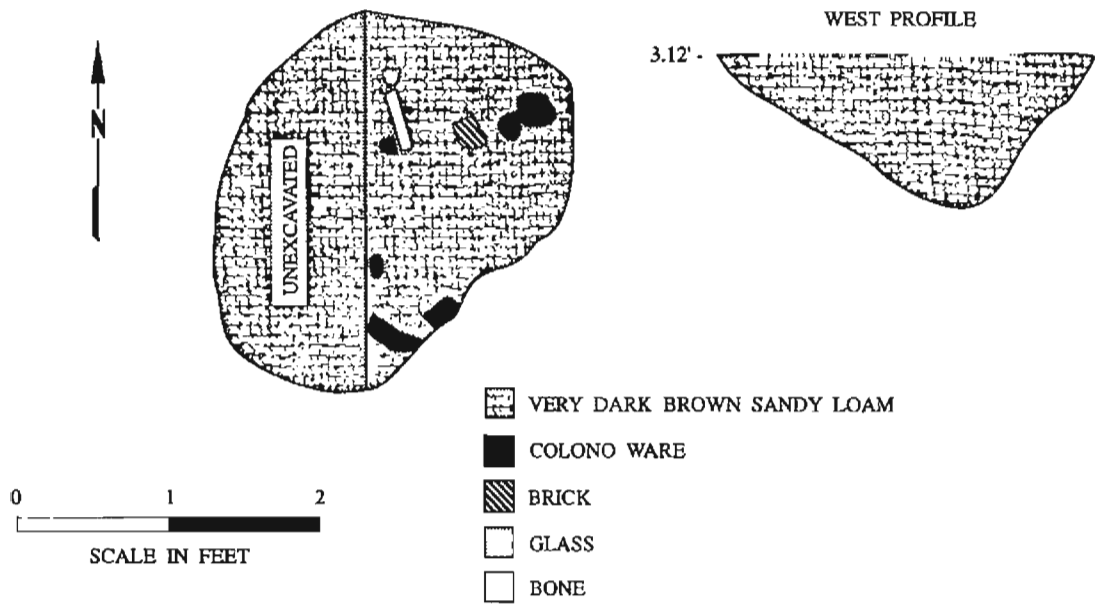 WEST PROFILE
3.12' -
N
UNEXCAVATED
VERY DARK BROWN SANDY LOAM
COLONO WARE
BRICK
GLASS
BONE
0 1 2
SCALE IN FEET